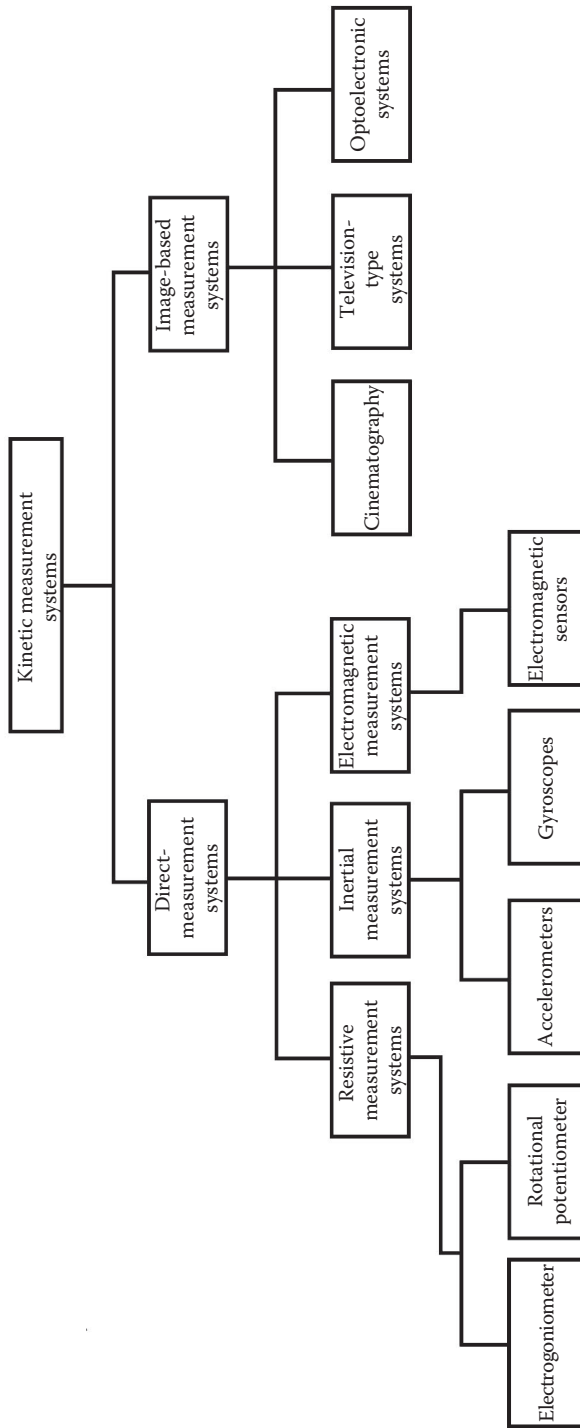 Kinetic measurement
systems
Direct-
measurement
systems
Image-based
measurement
systems
Resistive
measurement
systems
Inertial
measurement
systems
Electromagnetic
measurement
systems
Cinematography
Television-
type
systems
Optoelectronic
systems
Electrogoniometer
Rotational
potentiometer
Accelerometers
Gyroscopes
Electromagnetic
sensors